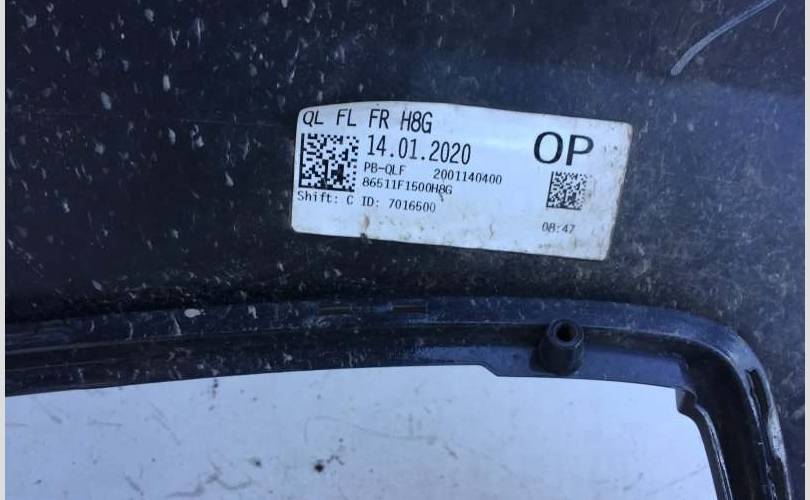 QL FL FR H8G
14.01.2020
OP
PB-QLF 2001140400
86511F1500H8G
Shift: C ID: 7016500
08:47